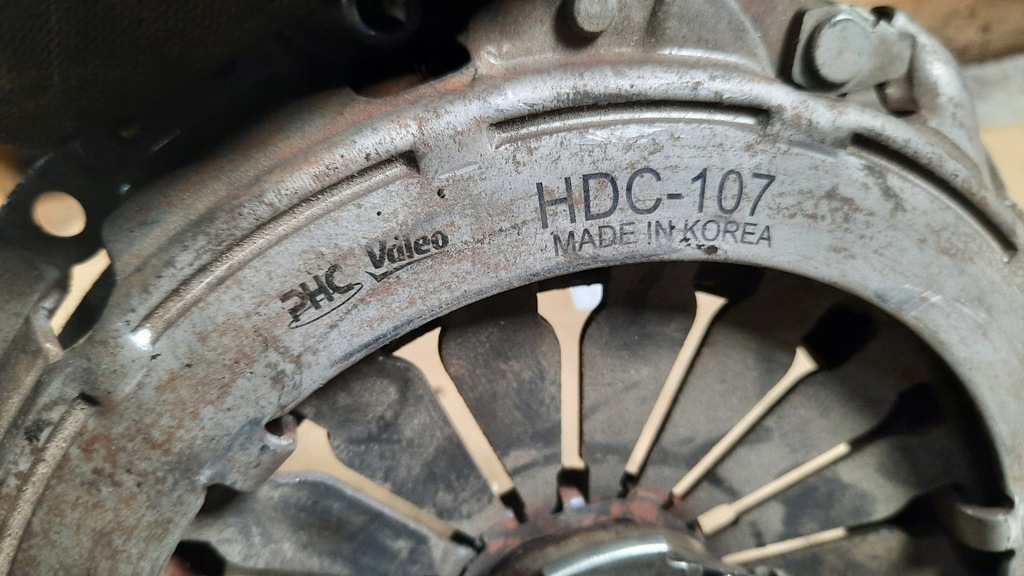 PHC Valeo
HDC-107
MADE IN KOREA